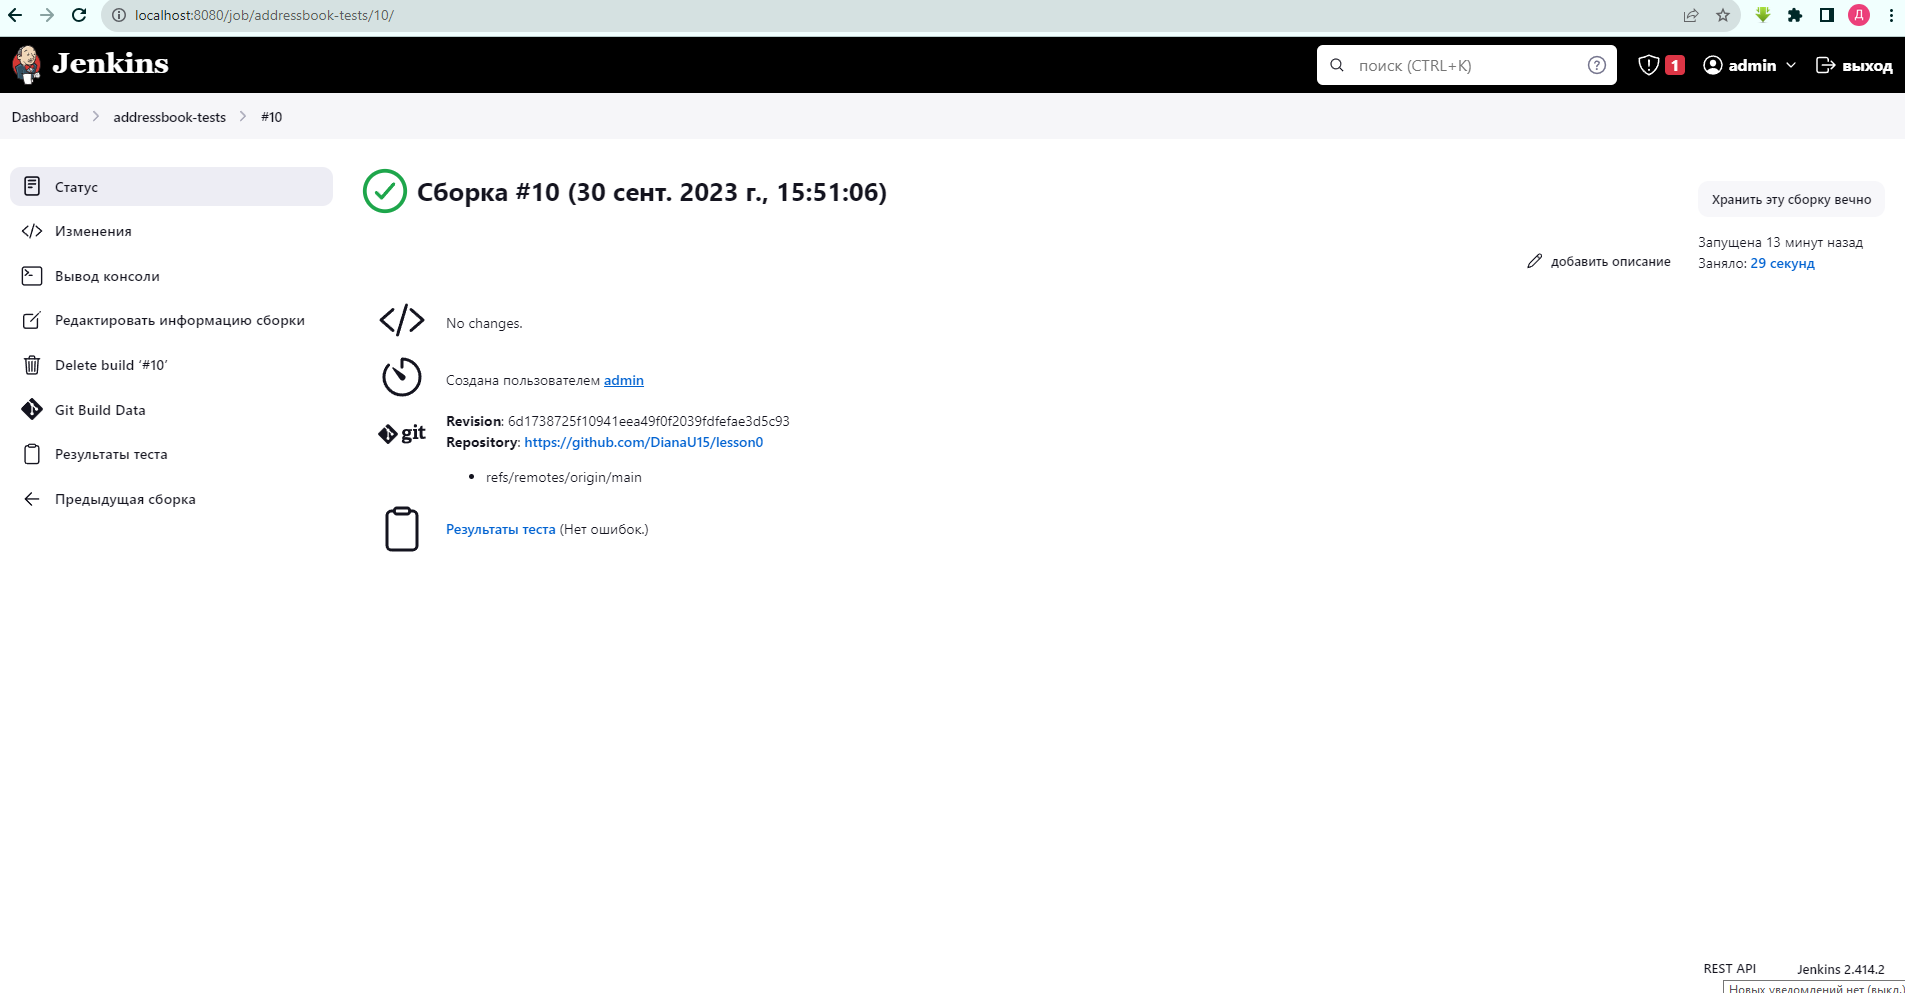 localhost:8080/job/addressbook-tests/10/
Д
Jenkins
поиск (CTRL+K)
1
admin
выход
Dashboard
addressbook-tests
#10
Статус
Изменения
Вывод консоли
Редактировать информацию сборки
Delete build ‘#10’
Git Build Data
Результаты теста
Предыдущая сборка
Сборка #10 (30 сент. 2023 г., 15:51:06)
Хранить эту сборку вечно
добавить описание
Запущена 13 минут назад
Заняло: 29 секунд
No changes.
Создана пользователем admin
git
Revision: 6d1738725f10941eea49f0f2039fdfefae3d5c93
Repository: https://github.com/DianaU15/lesson0
refs/remotes/origin/main
Результаты теста (Нет ошибок.)
REST API
Jenkins 2.414.2
Новых уведомлений нет (выкл.)